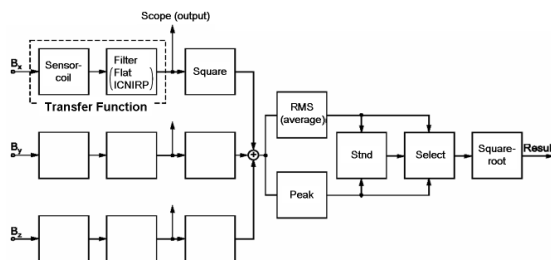 Scope (output)
Bx
Sensor-
coil
Filter
Flat
(ICNIRP)
Square
Transfer Function
By
Bz
+
RMS
(average)
Peak
Stnd
Select
Square-
root
Result